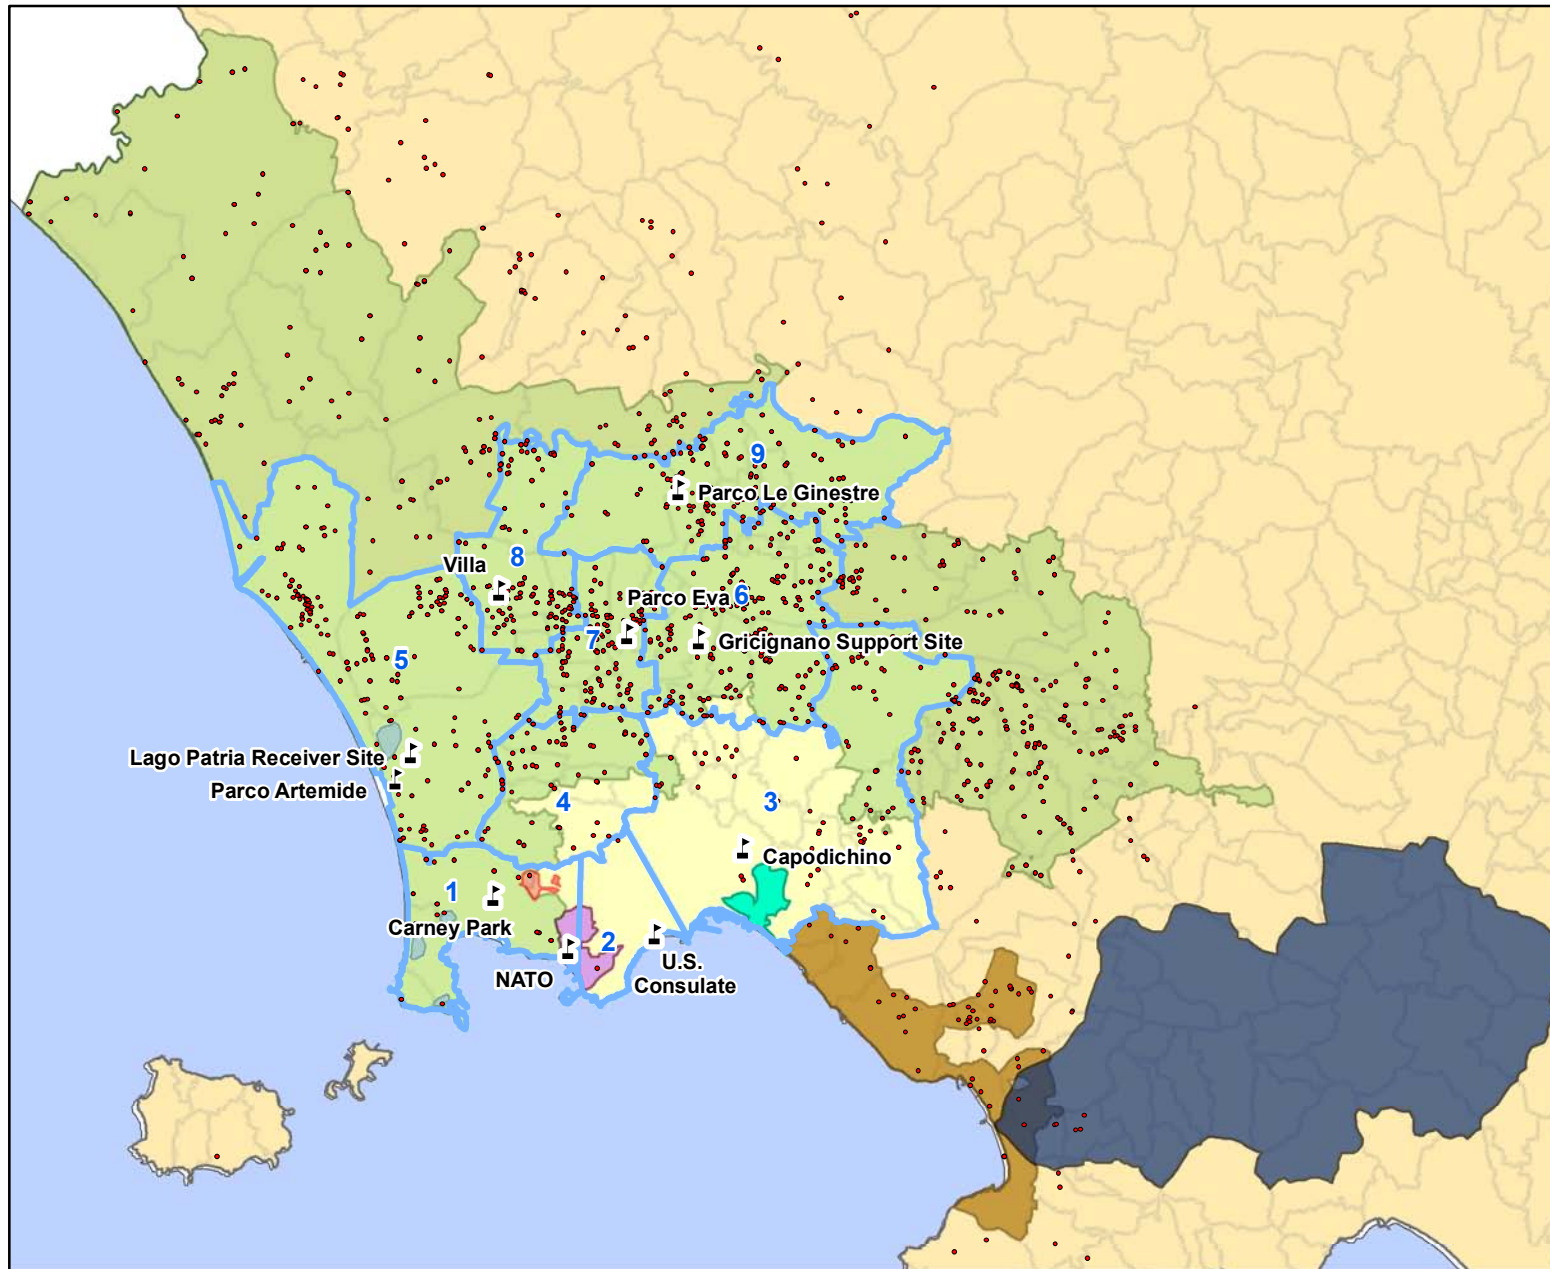 9
Parco Le Ginestre
8
Villa
Parco Eva
6
7
Gricignano Support Site
5
Lago Patria Receiver Site
Parco Artemide
4
3
Capodichino
1
Carney Park
2
NATO
U.S.
Consulate